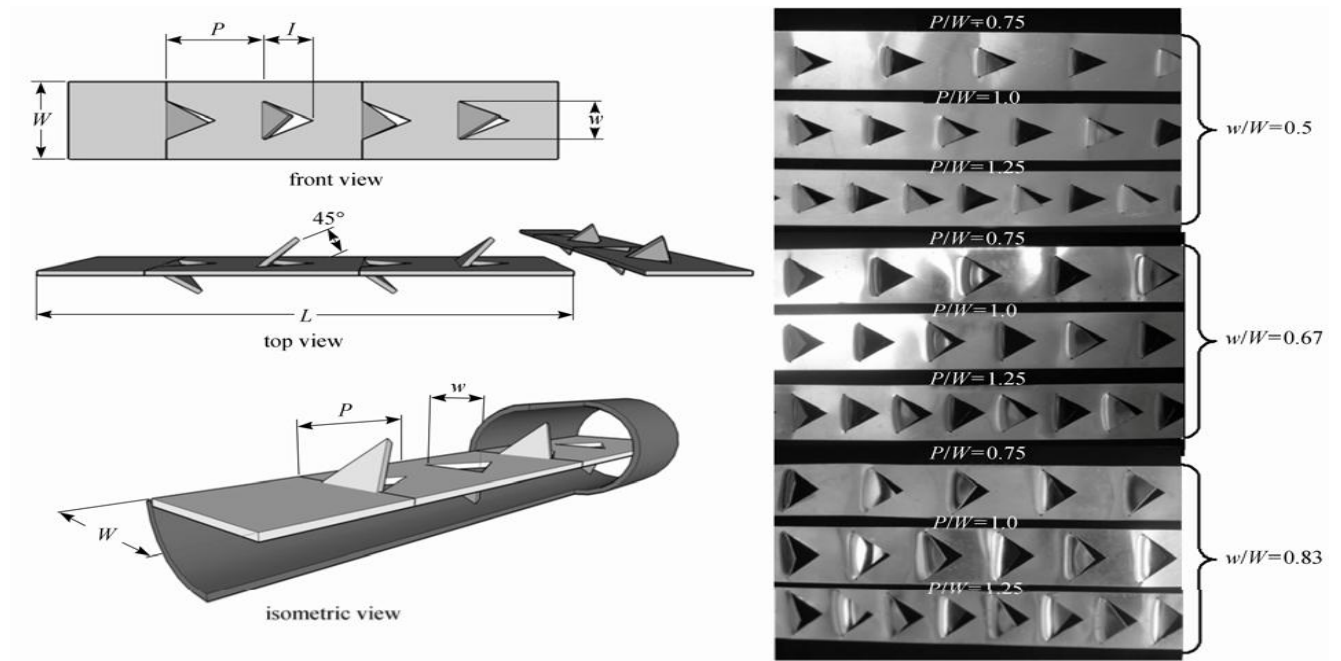 P
I
W
w
front view
45°
L
top view
P
w
W
isometric view
P/W=0.75
P/W=1.0
P/W=1.25
w/W=0.5
P/W=0.75
P/W=1.0
P/W=1.25
w/W=0.67
P/W=0.75
P/W=1.0
P/W=1.25
w/W=0.83